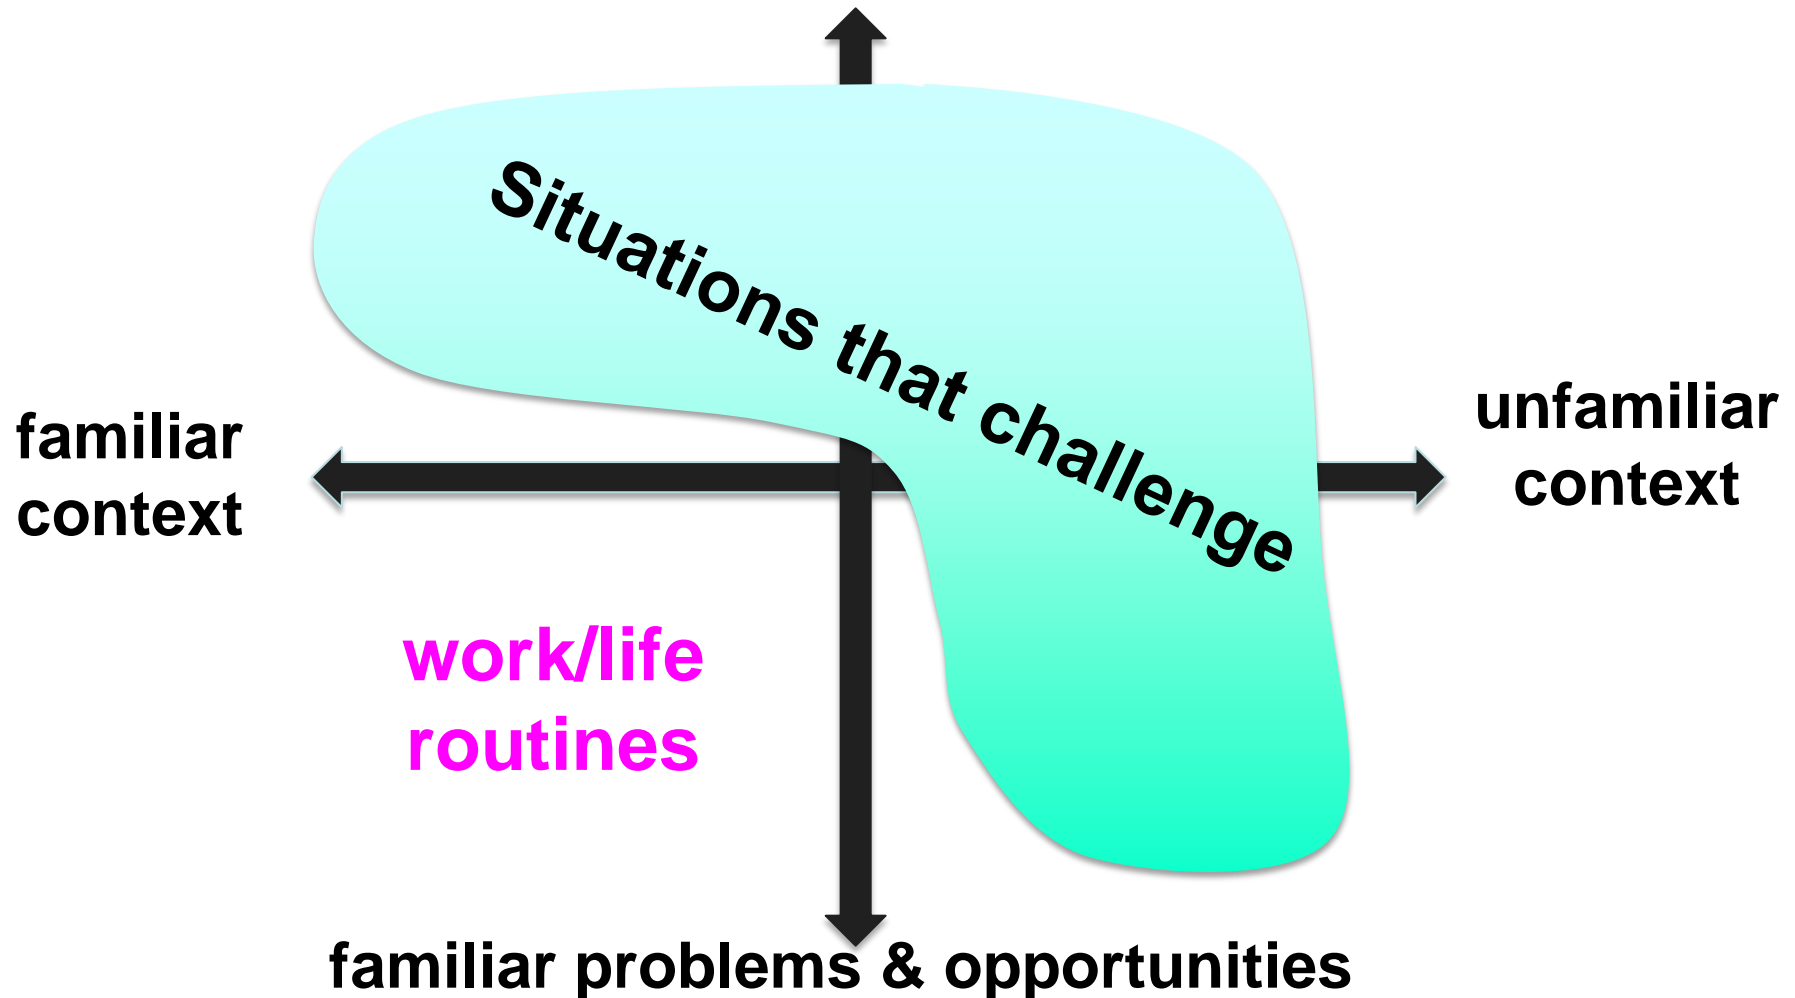 Situations that challenge
familiar
context
unfamiliar
context
work/life
routines
familiar problems & opportunities